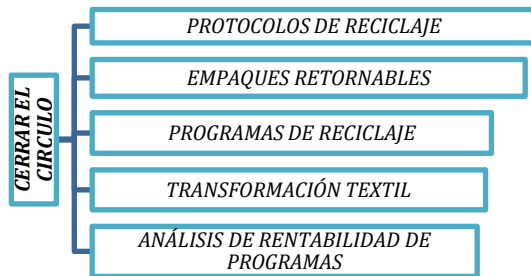 CERRAR EL
CIRCULO
PROTOCOLOS DE RECICLAJE
EMPAQUES RETORNABLES
PROGRAMAS DE RECICLAJE
TRANSFORMACIÓN TEXTIL
ANÁLISIS DE RENTABILIDAD DE
PROGRAMAS